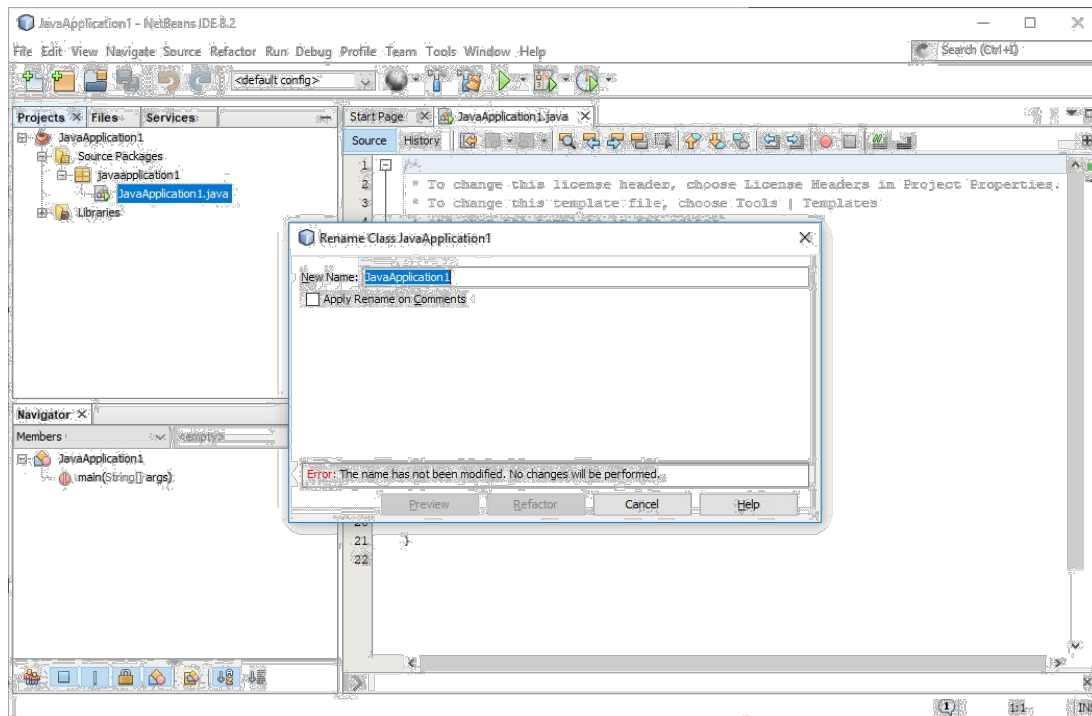 JavaApplication1 - NetBeans IDE 8.2
File Edit View Navigate Source Refactor Run Debug Profile Team Tools Window Help
Search (Ctrl+I)
<default config>
Projects Files Services
Start Page JavaApplication1.java
Source History
JavaApplication1
Source Packages
javaapplication1
JavaApplication1.java
Libraries
1
2 * To change this license header, choose License Headers in Project Properties.
3 * To change this template file, choose Tools | Templates
4
Rename Class JavaApplication1
New Name: JavaApplication1
Apply Rename on Comments
Error: The name has not been modified. No changes will be performed.
Preview Refactor Cancel Help
Navigator
Members <empty>
JavaApplication1
main(String[] args)
21 }
22
1:1 IN